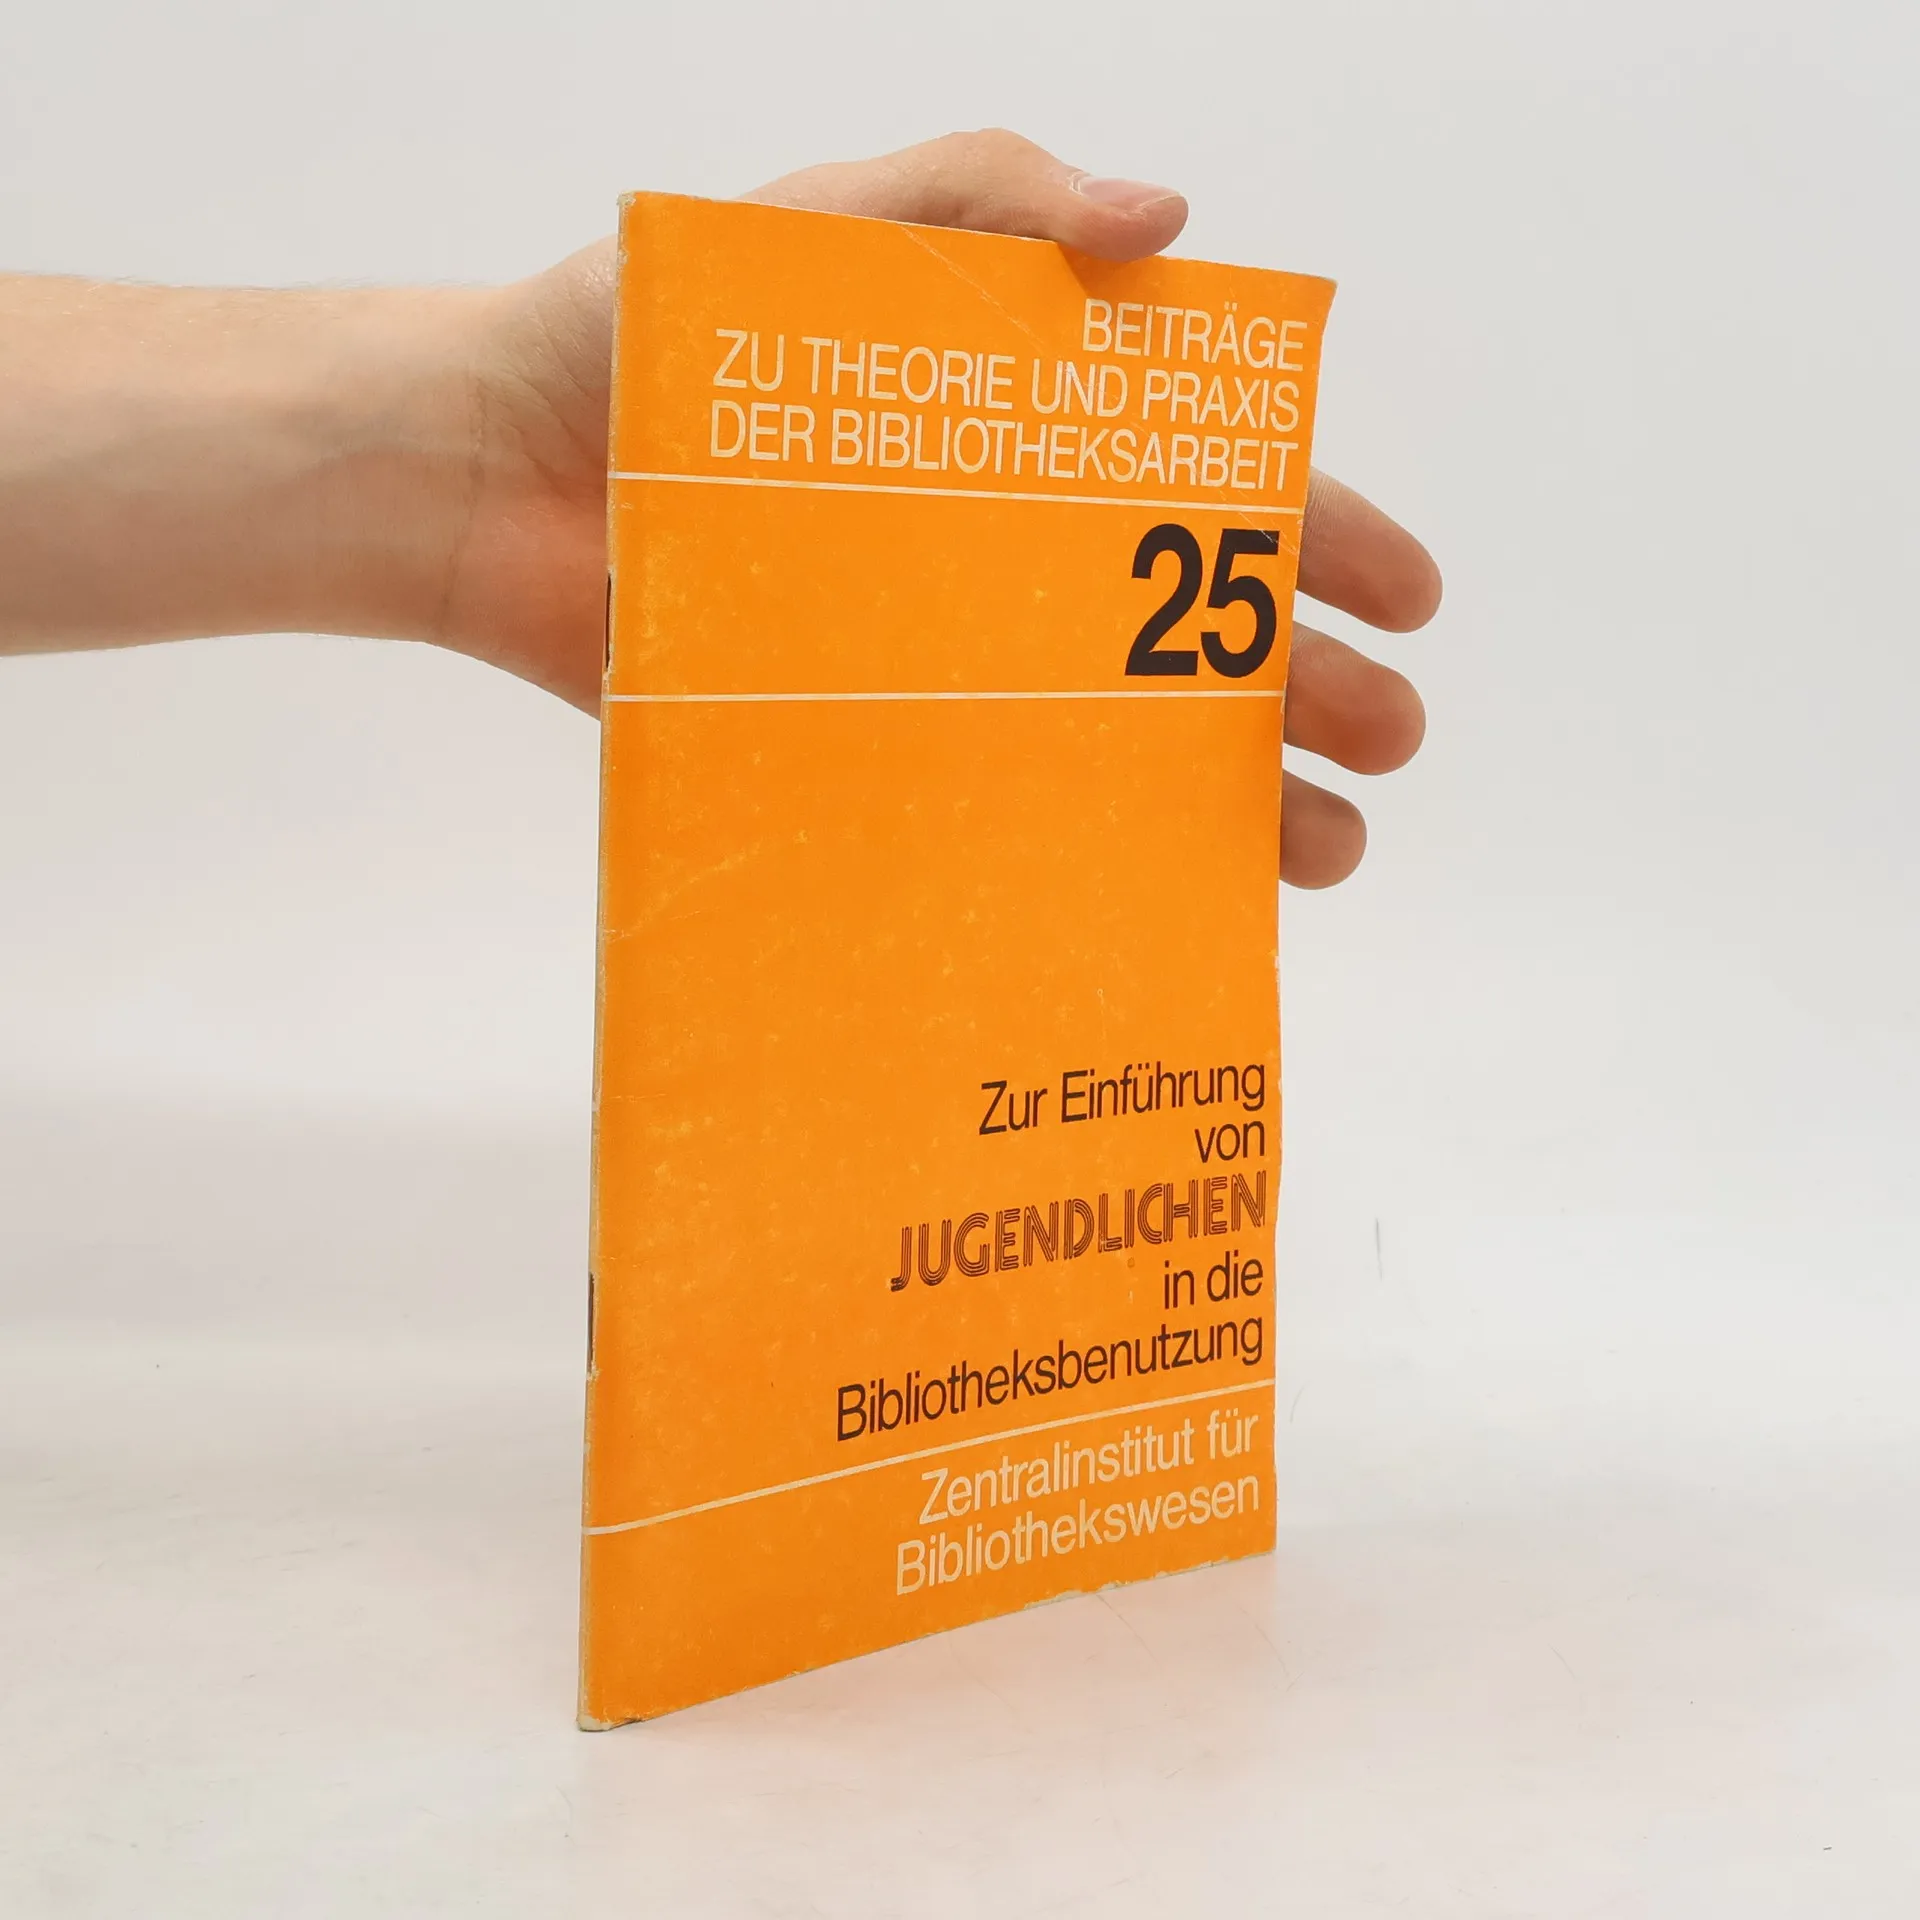 BEITRÄGE
ZU THEORIE UND PRAXIS
DER BIBLIOTHEKSARBEIT
25
Zur Einführung
von
JUGENDLICHEN
in die
Bibliotheksbenutzung
Zentralinstitut für
Bibliothekswesen